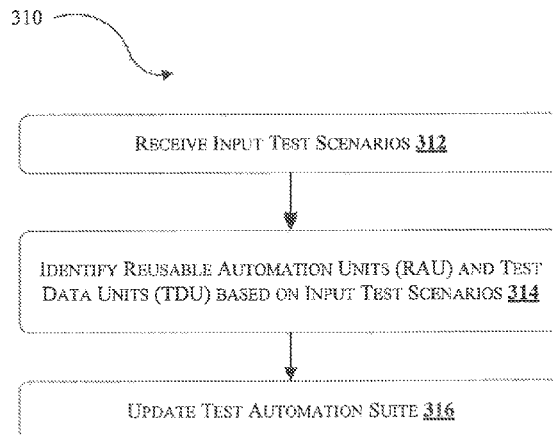 310
RECEIVE INPUT TEST SCENARIOS 312
IDENTIFY REUSABLE AUTOMATION UNITS (RAU) AND TEST
DATA UNITS (TDU) BASED ON INPUT TEST SCENARIOS 314
UPDATE TEST AUTOMATION SUITE 316